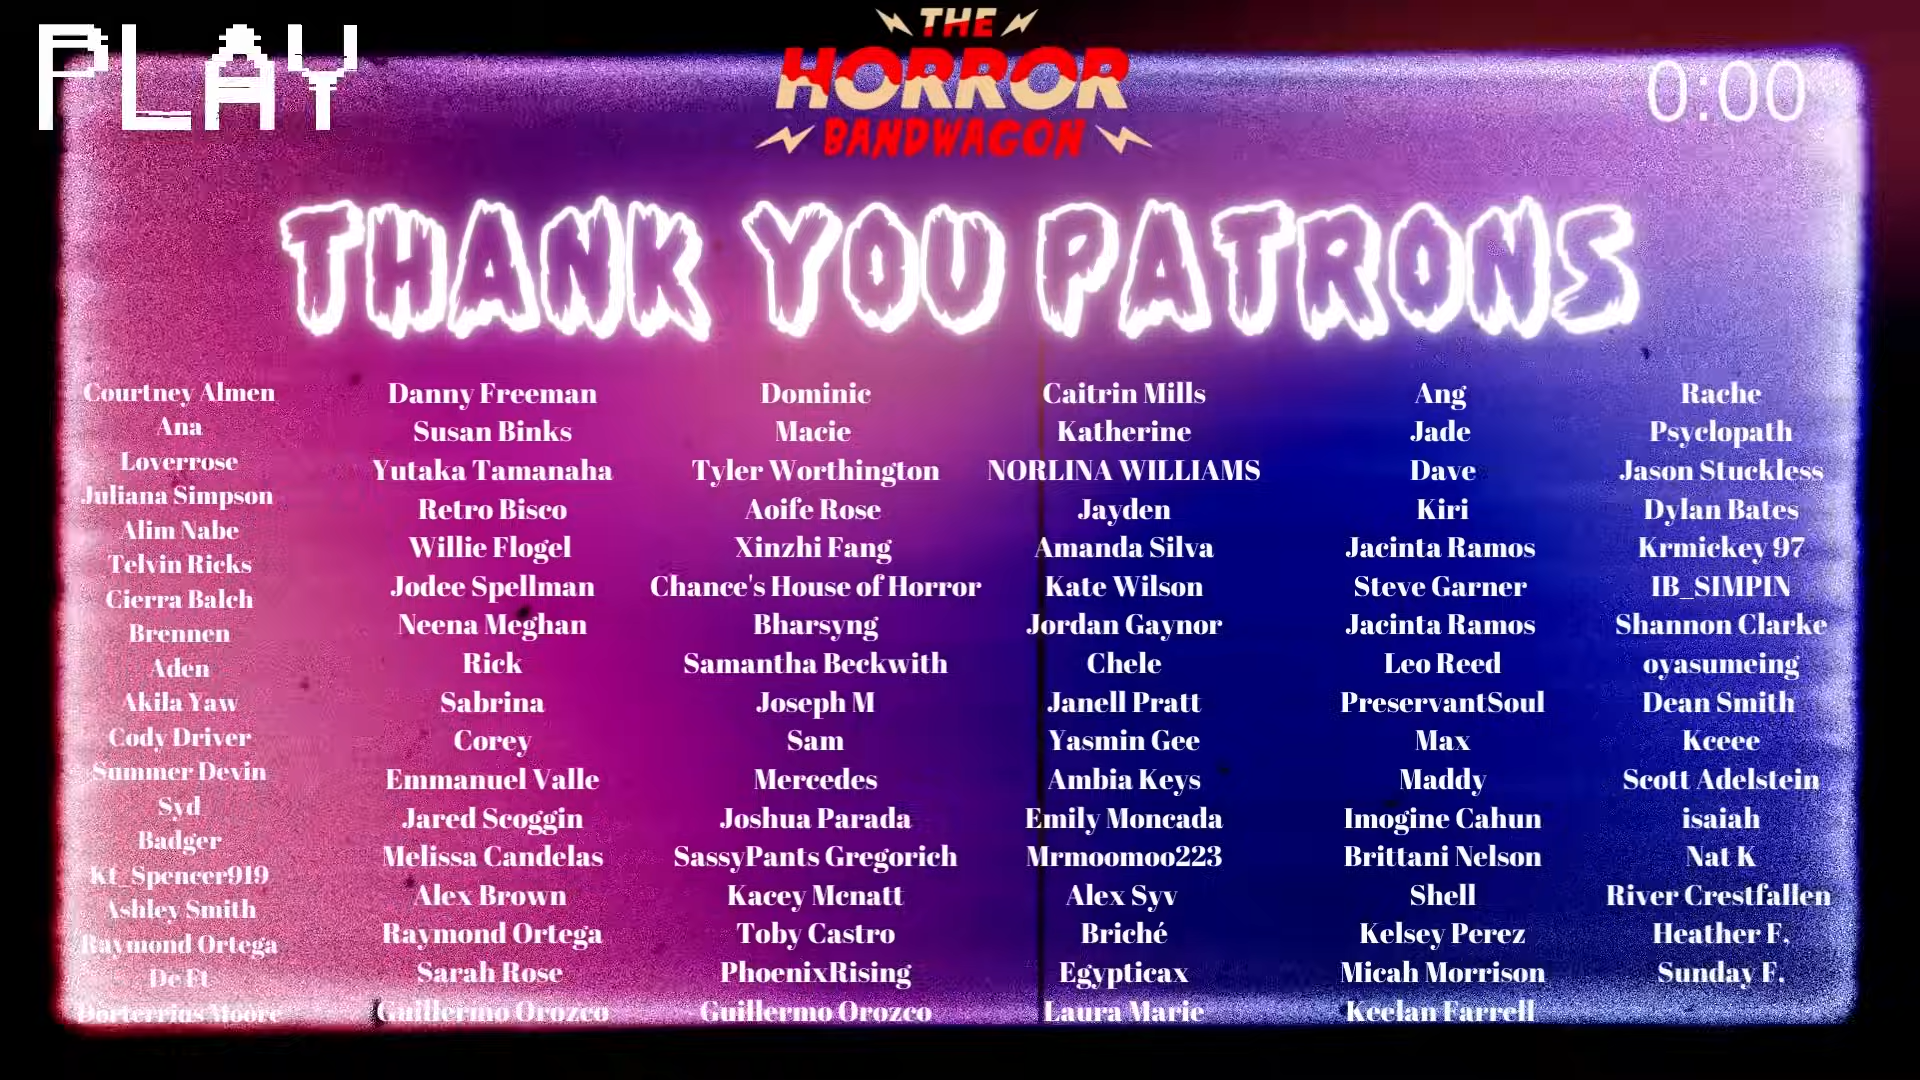 PLAY
THE
HORROR
BANDWAGON
0:00
THANK YOU PATRONS
Courtney Almen
Ana
Loverrose
Juliana Simpson
Alim Nabe
Telvin Ricks
Cierra Balch
Brennen
Aden
Akila Yaw
Cody Driver
Summer Devin
Syd
Badger
Kt_Spencer919
Ashley Smith
Raymond Ortega
De Ft
Dorterrius Moore
Danny Freeman
Susan Binks
Yutaka Tamanaha
Retro Bisco
Willie Flogel
Jodee Spellman
Neena Meghan
Rick
Sabrina
Corey
Emmanuel Valle
Jared Scoggin
Melissa Candelas
Alex Brown
Raymond Ortega
Sarah Rose
Guillermo Orozco
Dominic
Macie
Tyler Worthington
Aoife Rose
Xinzhi Fang
Chance's House of Horror
Bharsyng
Samantha Beckwith
Joseph M
Sam
Mercedes
Joshua Parada
SassyPants Gregorich
Kacey Mcnatt
Toby Castro
PhoenixRising
Guillermo Orozco
Caitrin Mills
Katherine
NORLINA WILLIAMS
Jayden
Amanda Silva
Kate Wilson
Jordan Gaynor
Chele
Janell Pratt
Yasmin Gee
Ambia Keys
Emily Moncada
Mrmoomoo223
Alex Syv
Briché
Egypticax
Laura Marie
Ang
Jade
Dave
Kiri
Jacinta Ramos
Steve Garner
Jacinta Ramos
Leo Reed
PreservantSoul
Max
Maddy
Imogine Cahun
Brittani Nelson
Shell
Kelsey Perez
Micah Morrison
Keelan Farrell
Rache
Psyclopath
Jason Stuckless
Dylan Bates
Krmickey 97
IB_SIMPIN
Shannon Clarke
oyasumeing
Dean Smith
Kceee
Scott Adelstein
isaiah
Nat K
River Crestfallen
Heather F.
Sunday F.